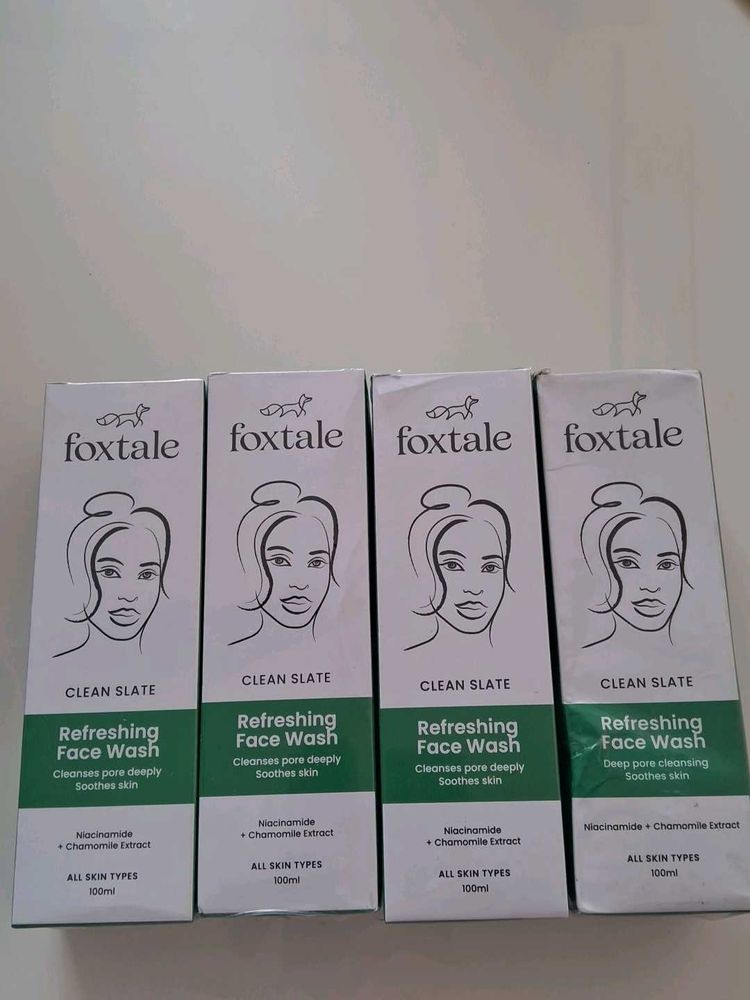 foxtale
CLEAN SLATE
Refreshing
Face Wash
Cleanses pore deeply
Soothes skin
Niacinamide
+ Chamomile Extract
ALL SKIN TYPES
100ml
foxtale
CLEAN SLATE
Refreshing
Face Wash
Cleanses pore deeply
Soothes skin
Niacinamide
+ Chamomile Extract
ALL SKIN TYPES
100ml
foxtale
CLEAN SLATE
Refreshing
Face Wash
Cleanses pore deeply
Soothes skin
Niacinamide
+ Chamomile Extract
ALL SKIN TYPES
100ml
foxtale
CLEAN SLATE
Refreshing
Face Wash
Deep pore cleansing
Soothes skin
Niacinamide + Chamomile Extract
ALL SKIN TYPES
100ml